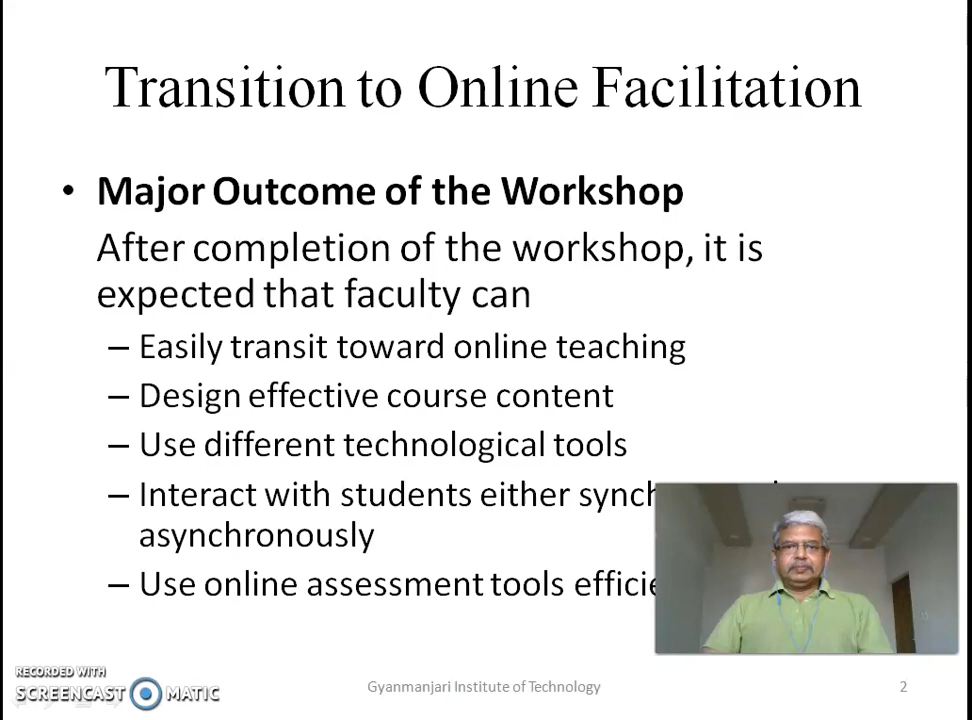 Transition to Online Facilitation
• Major Outcome of the Workshop
After completion of the workshop, it is
expected that faculty can
– Easily transit toward online teaching
– Design effective course content
– Use different technological tools
– Interact with students either
asynchronously
– Use online assessment tools
RECORDED WITH
SCREENCAST MATIC
Gyanmanjari Institute of Technology
2